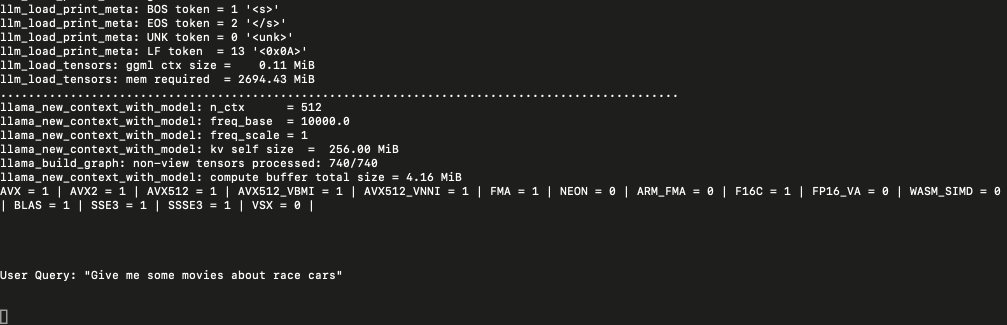 llm_load_print_meta: BOS token = 1 '<s>'
llm_load_print_meta: EOS token = 2 '</s>'
llm_load_print_meta: UNK token = 0 '<unk>'
llm_load_print_meta: LF token  = 13 '<0x0A>'
llm_load_tensors: ggml ctx size =    0.11 MiB
llm_load_tensors: mem required  = 2694.43 MiB
.................................................................................................
llama_new_context_with_model: n_ctx      = 512
llama_new_context_with_model: freq_base  = 10000.0
llama_new_context_with_model: freq_scale = 1
llama_new_context_with_model: kv self size  =  256.00 MiB
llama_build_graph: non-view tensors processed: 740/740
llama_new_context_with_model: compute buffer total size = 4.16 MiB
AVX = 1 | AVX2 = 1 | AVX512 = 1 | AVX512_VBMI = 1 | AVX512_VNNI = 1 | FMA = 1 | NEON = 0 | ARM_FMA = 0 | F16C = 1 | FP16_VA = 0 | WASM_SIMD = 0
| BLAS = 1 | SSE3 = 1 | SSSE3 = 1 | VSX = 0 |
User Query: "Give me some movies about race cars"